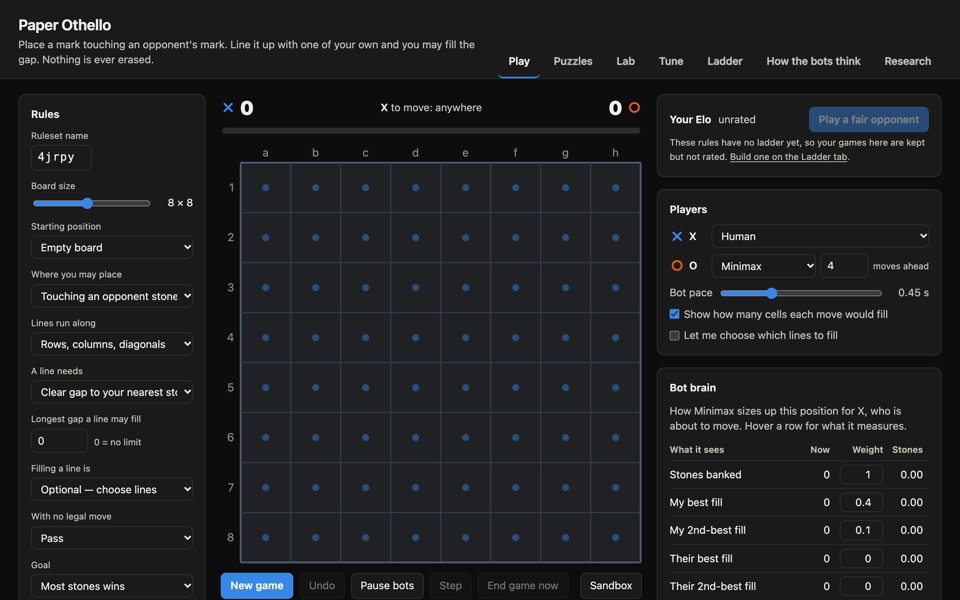 Paper Othello
Place a mark touching an opponent's mark. Line it up with one of your own and you may fill the
gap. Nothing is ever erased.
Play
Puzzles
Lab
Tune
Ladder
How the bots think
Research
Rules
Ruleset name
4jrpy
Board size
8 × 8
Starting position
Empty board
Where you may place
Touching an opponent stone
Lines run along
Rows, columns, diagonals
A line needs
Clear gap to your nearest sto
Longest gap a line may fill
0
0 = no limit
Filling a line is
Optional — choose lines
With no legal move
Pass
Goal
Most stones wins
0
X to move: anywhere
0
a b c d e f g h
1
2
3
4
5
6
7
8
New game
Undo
Pause bots
Step
End game now
Sandbox
Your Elo unrated
Play a fair opponent
These rules have no ladder yet, so your games here are kept
but not rated. Build one on the Ladder tab.
Players
X
Human
O
Minimax
4
moves ahead
Bot pace
0.45 s
Show how many cells each move would fill
Let me choose which lines to fill
Bot brain
How Minimax sizes up this position for X, who is
about to move. Hover a row for what it measures.
What it sees Now Weight Stones
Stones banked 0 1 0.00
My best fill 0 0.4 0.00
My 2nd-best fill 0 0.1 0.00
Their best fill 0 0 0.00
Their 2nd-best fill 0 0 0.00